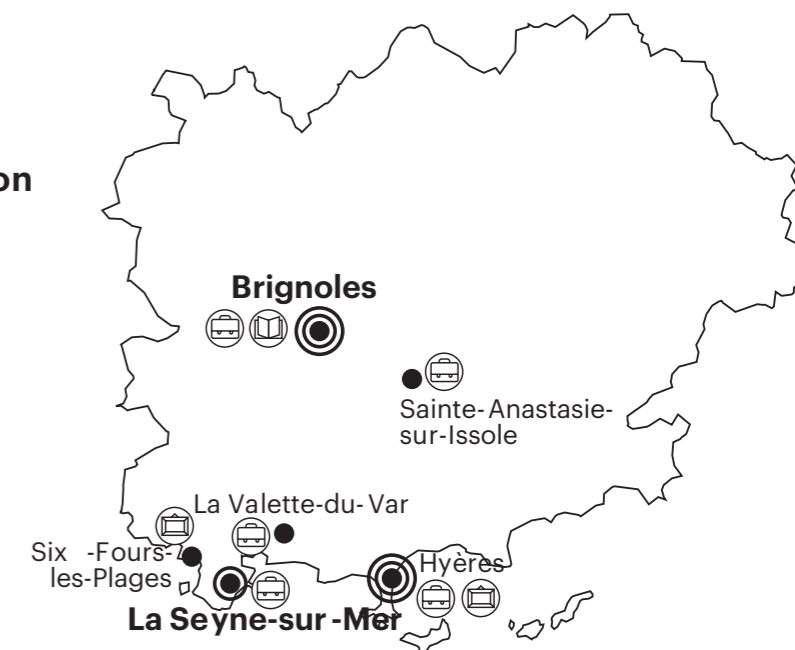 on
Brignoles
Sainte-Anastasie-
sur-Issole
La Valette-du-Var
Six -Fours-
les-Plages
Hyères
La Seyne-sur-Mer